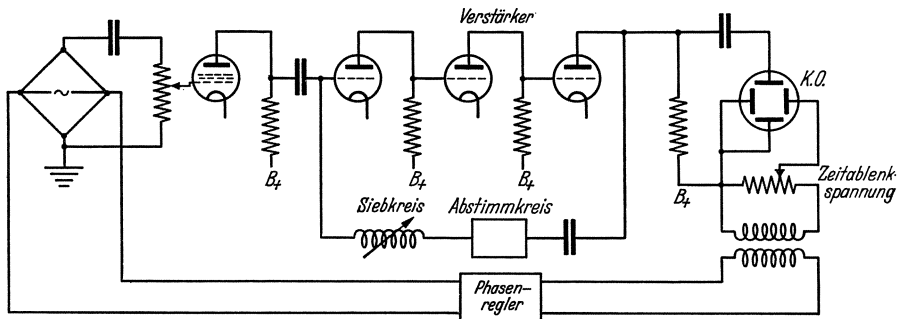 Verstärker
K.O.
B+
B+
B+
B+
Zeitablenk-
spannung
Siebkreis
Abstimmkreis
Phasen-
regler